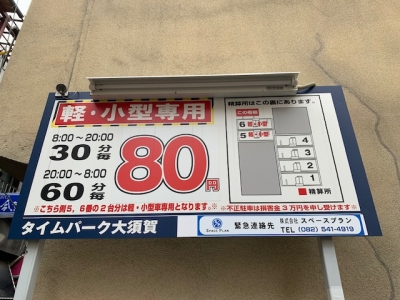 軽・小型専用
8:00～20:00
30分毎
20:00～8:00
60分毎
80円
※こちら側5，6番の2台分は軽・小型車専用となります。※
精算所はこの裏にあります。
この看板
6
5
4
3
2
1
精算所
※不正駐車は損害金3万円を申し受けます※
タイムパーク大須賀
SPACE PLAN
緊急連絡先
株式会社 スペースプラン
TEL (082) 541-4919